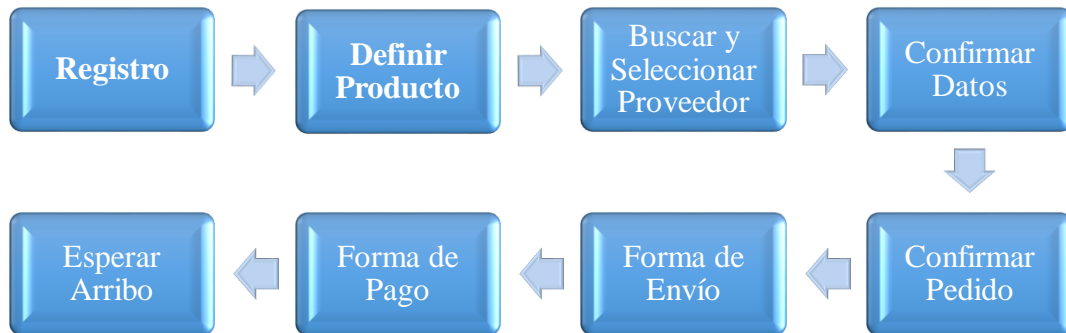 Registro
Definir
Producto
Buscar y
Seleccionar
Proveedor
Confirmar
Datos
Confirmar
Pedido
Forma de
Envío
Forma de
Pago
Esperar
Arribo